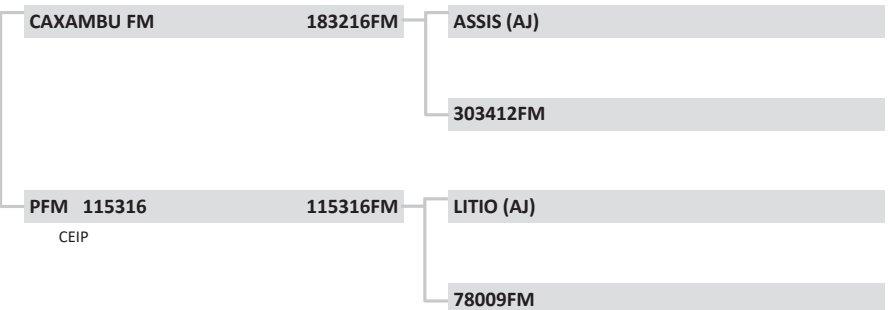 CAXAMBU FM 183216FM ASSIS (AJ)
303412FM
PFM 115316 115316FM LITIO (AJ)
CEIP
78009FM